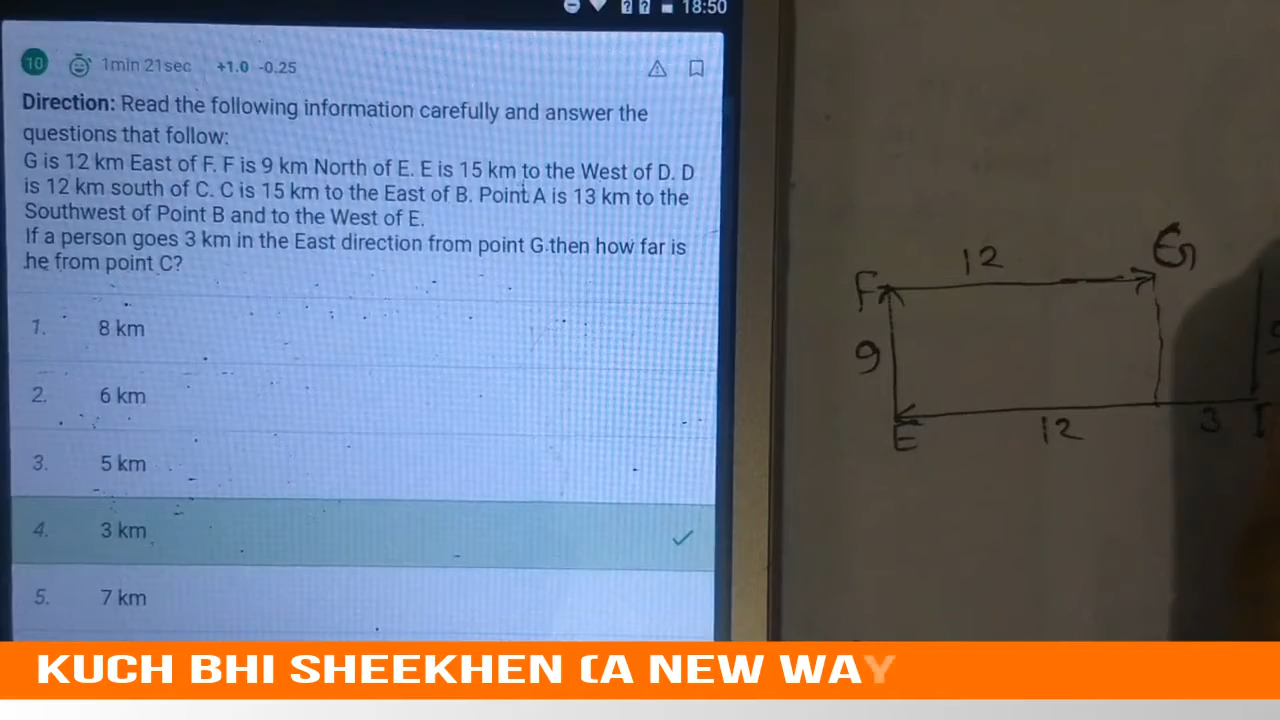 18:50
10 1min 21sec +1.0 -0.25
Direction: Read the following information carefully and answer the
questions that follow:
G is 12 km East of F. F is 9 km North of E. E is 15 km to the West of D. D
is 12 km south of C. C is 15 km to the East of B. Point A is 13 km to the
Southwest of Point B and to the West of E.
If a person goes 3 km in the East direction from point G then how far is
he from point C?
1. 8 km
2. 6 km
3. 5 km
4. 3 km
5. 7 km
12 G
F
9
E 12 3
KUCH BHI SHEEKHEN (A NEW WAY